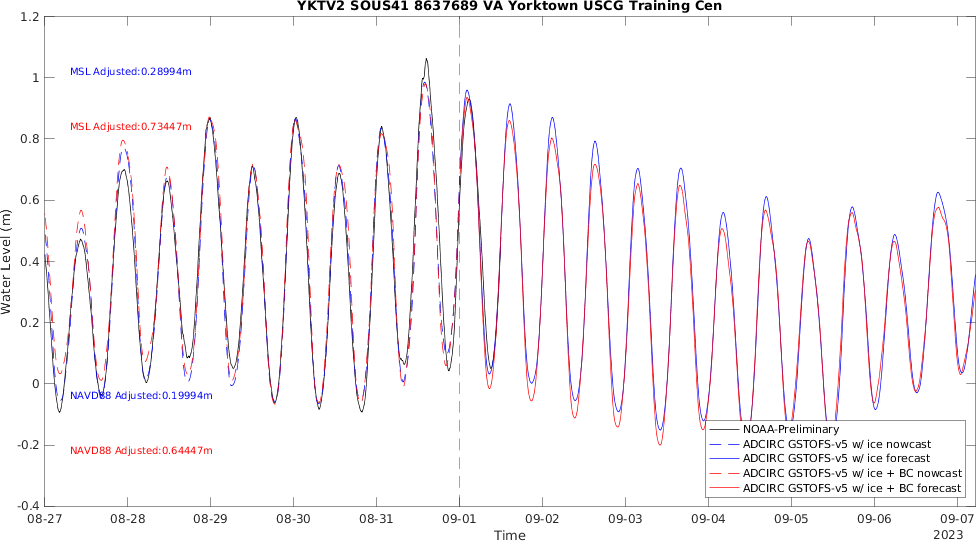 YKTV2 SOUS41 8637689 VA Yorktown USCG Training Cen
1.2
1
0.8
0.6
0.4
0.2
0
-0.2
-0.4
Water Level (m)
MSL Adjusted:0.28994m
MSL Adjusted:0.73447m
NAVD88 Adjusted:0.19994m
NAVD88 Adjusted:0.64447m
NOAA-Preliminary
ADCIRC GSTOFS-v5 w/ ice nowcast
ADCIRC GSTOFS-v5 w/ ice forecast
ADCIRC GSTOFS-v5 w/ ice + BC nowcast
ADCIRC GSTOFS-v5 w/ ice + BC forecast
08-27 08-28 08-29 08-30 08-31 09-01 09-02 09-03 09-04 09-05 09-06 09-07
Time
2023